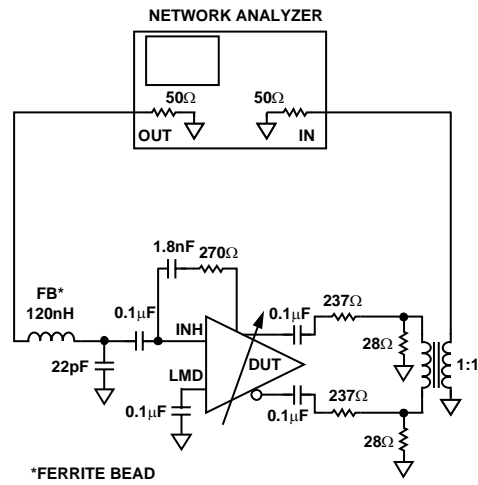 NETWORK ANALYZER
50Ω
50Ω
OUT
IN
1.8nF
270Ω
FB*
120nH
0.1μF
INH
0.1μF
237Ω
22pF
28Ω
DUT
1:1
LMD
0.1μF
237Ω
0.1μF
28Ω
*FERRITE BEAD